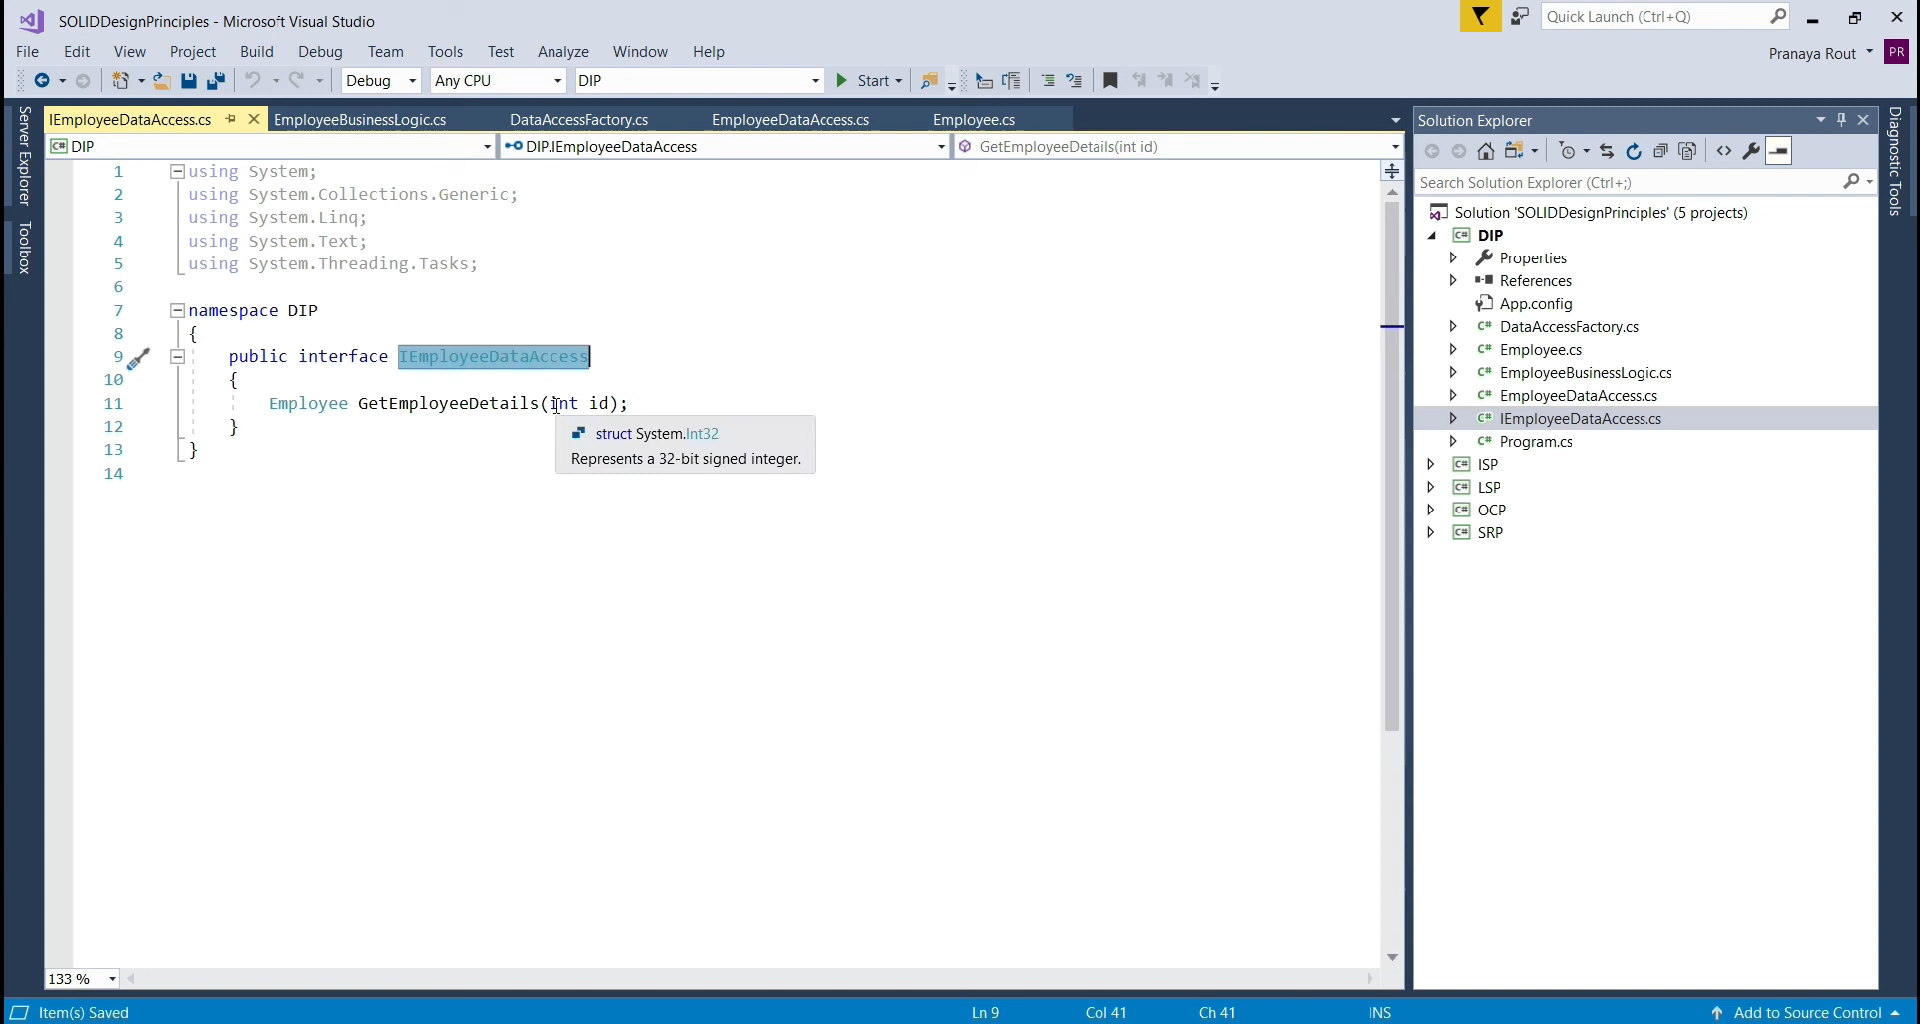 SOLIDDesignPrinciples - Microsoft Visual Studio
Quick Launch (Ctrl+Q)
File Edit View Project Build Debug Team Tools Test Analyze Window Help
Pranaya Rout PR
Debug Any CPU DIP Start
Server Explorer
Toolbox
IEmployeeDataAccess.cs EmployeeBusinessLogic.cs DataAccessFactory.cs EmployeeDataAccess.cs Employee.cs
DIP DIP.IEmployeeDataAccess GetEmployeeDetails(int id)
1 using System;
2 using System.Collections.Generic;
3 using System.Linq;
4 using System.Text;
5 using System.Threading.Tasks;
6
7 namespace DIP
8 {
9 public interface IEmployeeDataAccess
10 {
11 Employee GetEmployeeDetails(int id);
12 }
13 }
14
struct System.Int32
Represents a 32-bit signed integer.
133 %
Solution Explorer
Search Solution Explorer (Ctrl+;)
Solution 'SOLIDDesignPrinciples' (5 projects)
C# DIP
Properties
References
App.config
C# DataAccessFactory.cs
C# Employee.cs
C# EmployeeBusinessLogic.cs
C# EmployeeDataAccess.cs
C# IEmployeeDataAccess.cs
C# Program.cs
C# ISP
C# LSP
C# OCP
C# SRP
Diagnostic Tools
Item(s) Saved Ln 9 Col 41 Ch 41 INS Add to Source Control